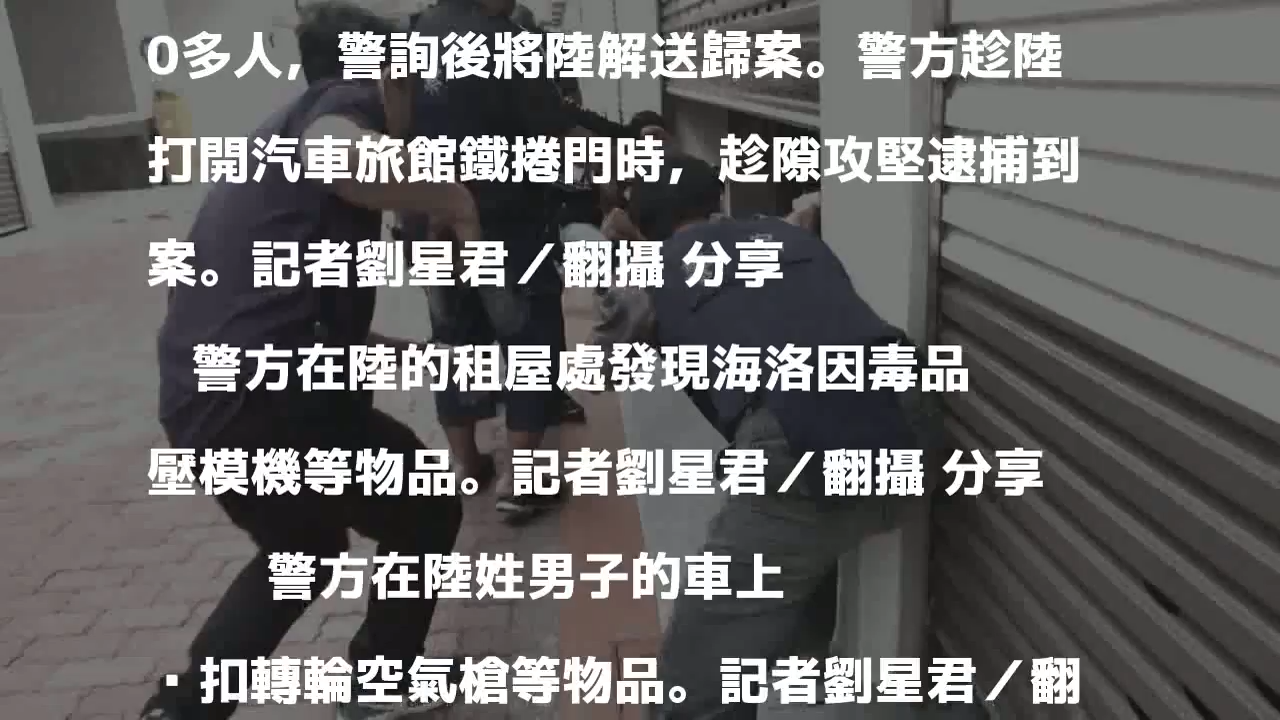 0多人，警詢後將陸解送歸案。警方趁陸
打開汽車旅館鐵捲門時，趁隙攻堅逮捕到
案。記者劉星君／翻攝 分享
警方在陸的租屋處發現海洛因毒品
壓模機等物品。記者劉星君／翻攝 分享
警方在陸姓男子的車上
・扣轉輪空氣槍等物品。記者劉星君／翻